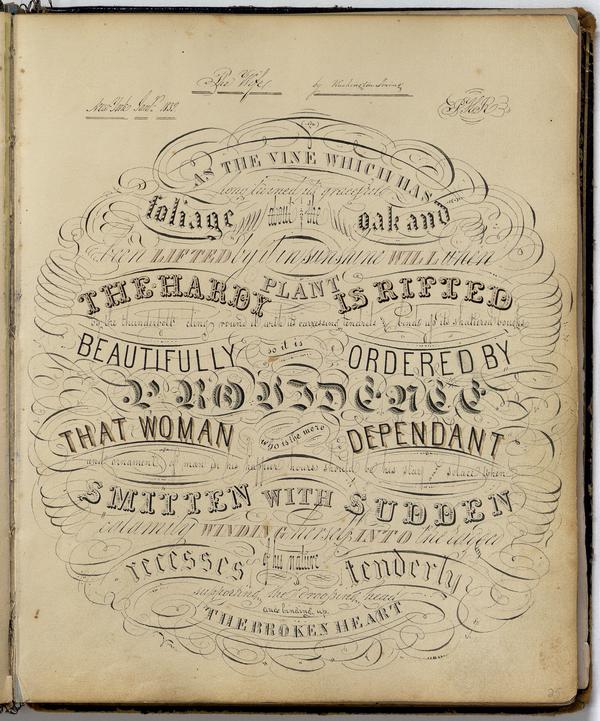 The Wife by Washington Irving
New York Jany. 1839
AS THE VINE WHICH HAS
long twined its graceful
foliage about the oak and
been LIFTED by it in sunshine WILL when
THE HARDY PLANT IS RIFTED
by the thunderbolt cling round it with its caressing tendrils & bind up its shattered boughs
BEAUTIFULLY so it is ORDERED BY
PROVIDENCE
THAT WOMAN who is the mere DEPENDANT
and ornament of man in his happier houres should be his stay & solace when
SMITTEN WITH SUDDEN
calamity WINDING herself INTO the rugged
recesses of his nature tenderly
supporting the drooping head
and binding up
THE BROKEN HEART
25